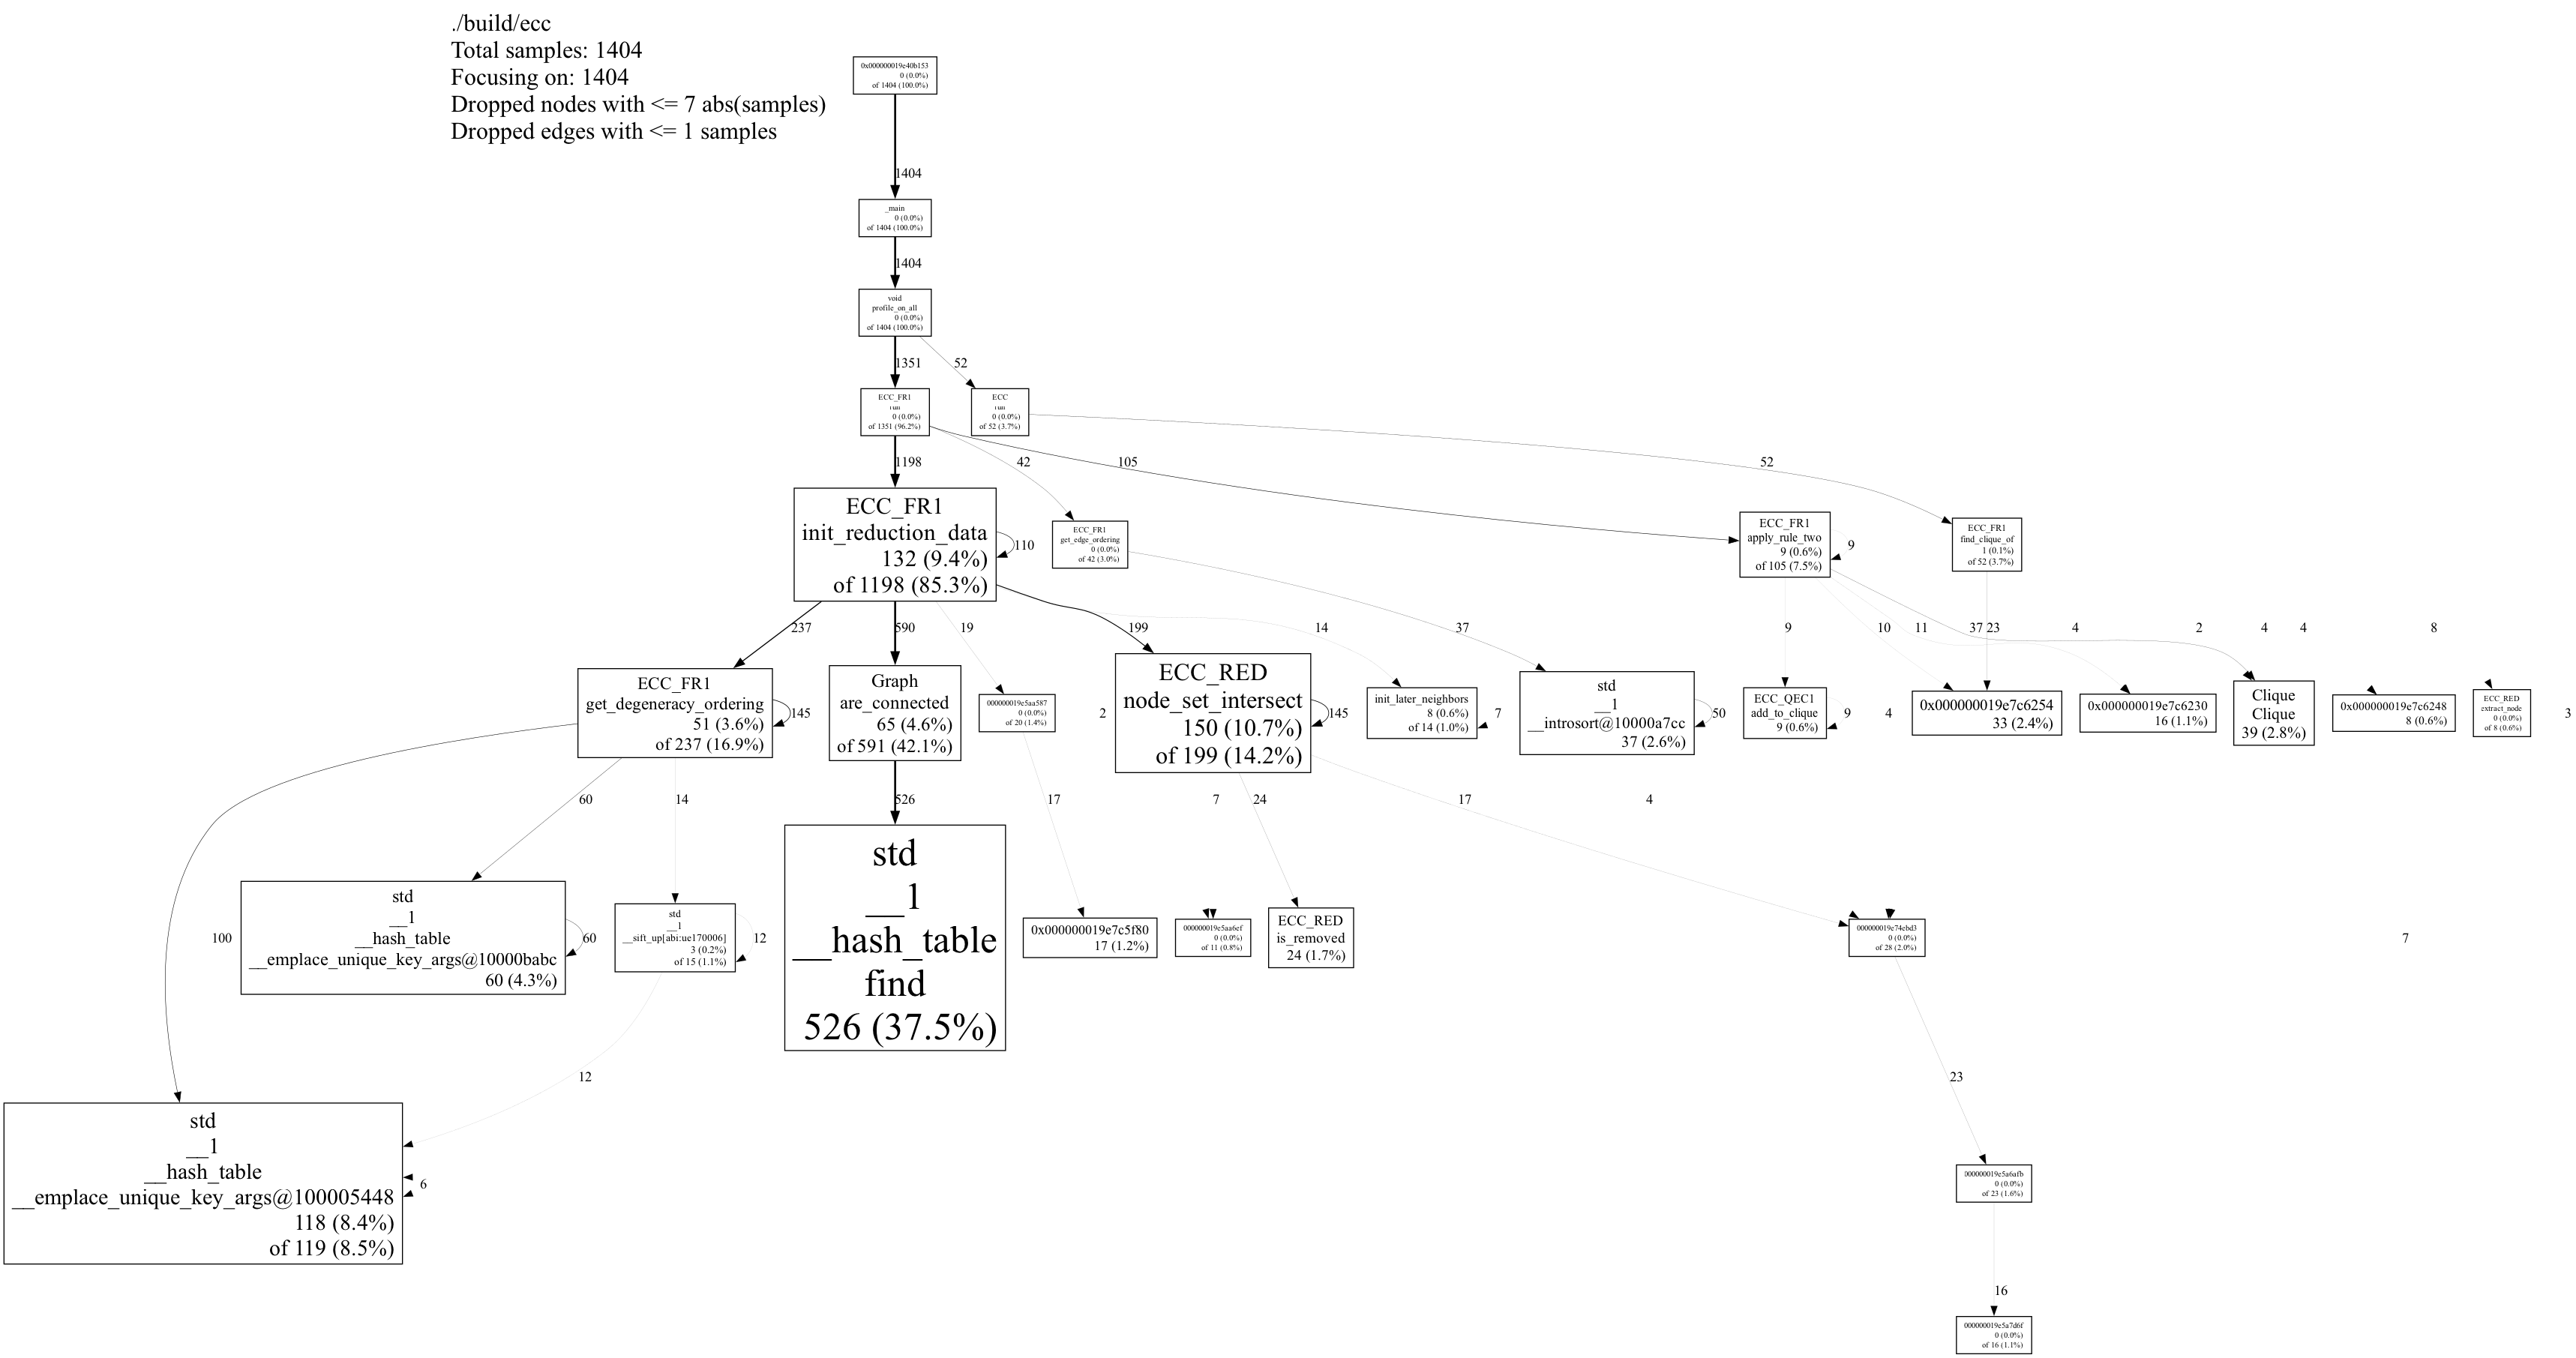 ./build/ecc
Total samples: 1404
Focusing on: 1404
Dropped nodes with <= 7 abs(samples)
Dropped edges with <= 1 samples
0x000000019e40b153
0 (0.0%)
of 1404 (100.0%)
1404
_main
0 (0.0%)
of 1404 (100.0%)
1404
void
profile_on_all
0 (0.0%)
of 1404 (100.0%)
1351
52
ECC_FR1
run
0 (0.0%)
of 1351 (96.2%)
ECC
run
0 (0.0%)
of 52 (3.7%)
1198
42
105
52
ECC_FR1
init_reduction_data
132 (9.4%)
of 1198 (85.3%)
110
ECC_FR1
get_edge_ordering
0 (0.0%)
of 42 (3.0%)
ECC_FR1
apply_rule_two
9 (0.6%)
of 105 (7.5%)
9
ECC_FR1
find_clique_of
1 (0.1%)
of 52 (3.7%)
237
590
19
199
14
37
9
10
11
37
23
4
2
4
4
8
ECC_FR1
get_degeneracy_ordering
51 (3.6%)
of 237 (16.9%)
145
Graph
are_connected
65 (4.6%)
of 591 (42.1%)
000000019e5aa587
0 (0.0%)
of 20 (1.4%)
2
ECC_RED
node_set_intersect
150 (10.7%)
of 199 (14.2%)
145
init_later_neighbors
8 (0.6%)
of 14 (1.0%)
7
std
__1
__introsort@10000a7cc
37 (2.6%)
50
ECC_QEC1
add_to_clique
9 (0.6%)
9
4
0x000000019e7c6254
33 (2.4%)
0x000000019e7c6230
16 (1.1%)
Clique
Clique
39 (2.8%)
0x000000019e7c6248
8 (0.6%)
ECC_RED
extract_node
0 (0.0%)
of 8 (0.6%)
3
60
14
526
17
7
24
17
4
100
std
__1
__hash_table
__emplace_unique_key_args@10000babc
60 (4.3%)
60
std
__1
__sift_up[abi:ue170006]
3 (0.2%)
of 15 (1.1%)
12
std
__1
__hash_table
find
526 (37.5%)
0x000000019e7c5f80
17 (1.2%)
000000019e5aa6ef
0 (0.0%)
of 11 (0.8%)
ECC_RED
is_removed
24 (1.7%)
000000019e74ebd3
0 (0.0%)
of 28 (2.0%)
7
12
23
std
__1
__hash_table
__emplace_unique_key_args@100005448
118 (8.4%)
of 119 (8.5%)
6
000000019e5a6afb
0 (0.0%)
of 23 (1.6%)
16
000000019e5a7d6f
0 (0.0%)
of 16 (1.1%)